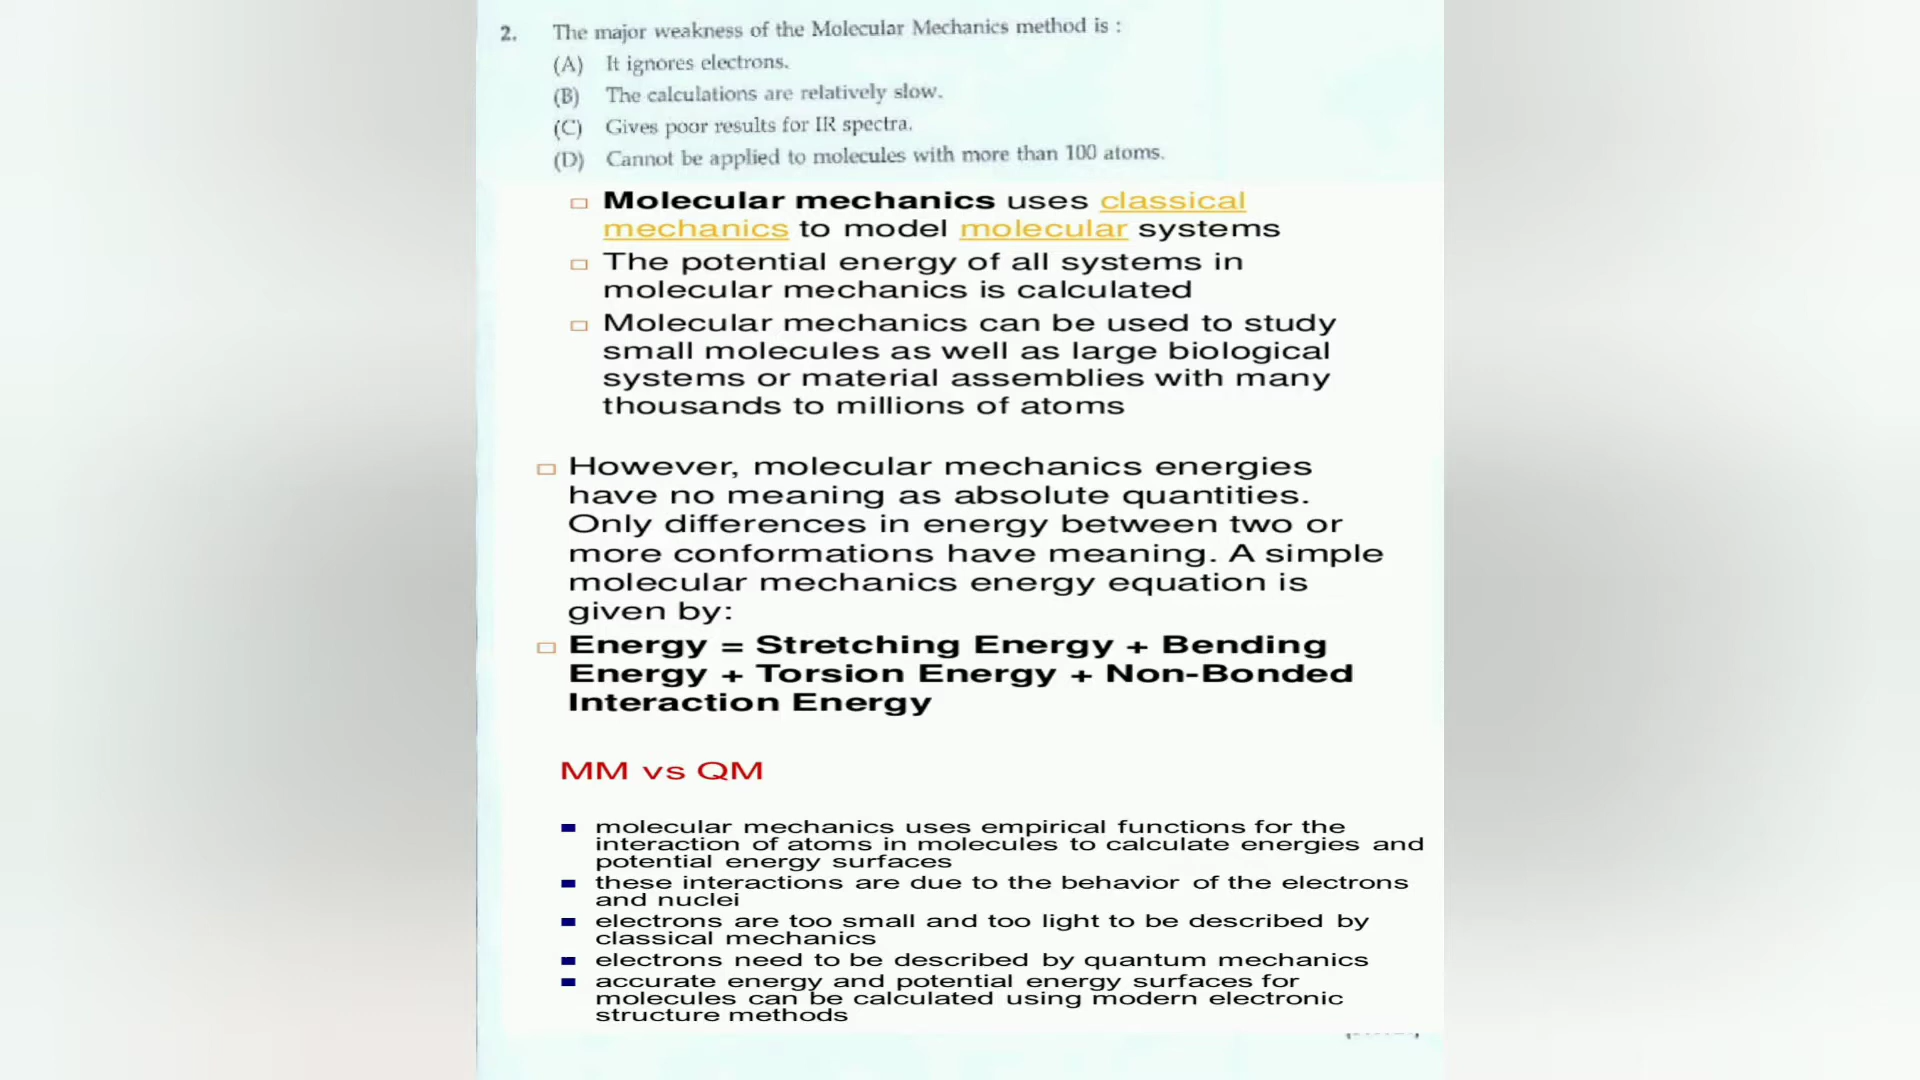 2. The major weakness of the Molecular Mechanics method is :
(A) It ignores electrons.
(B) The calculations are relatively slow.
(C) Gives poor results for IR spectra.
(D) Cannot be applied to molecules with more than 100 atoms.
Molecular mechanics uses classical
mechanics to model molecular systems
The potential energy of all systems in
molecular mechanics is calculated
Molecular mechanics can be used to study
small molecules as well as large biological
systems or material assemblies with many
thousands to millions of atoms
However, molecular mechanics energies
have no meaning as absolute quantities.
Only differences in energy between two or
more conformations have meaning. A simple
molecular mechanics energy equation is
given by:
Energy = Stretching Energy + Bending
Energy + Torsion Energy + Non-Bonded
Interaction Energy
MM vs QM
molecular mechanics uses empirical functions for the
interaction of atoms in molecules to calculate energies and
potential energy surfaces
these interactions are due to the behavior of the electrons
and nuclei
electrons are too small and too light to be described by
classical mechanics
electrons need to be described by quantum mechanics
accurate energy and potential energy surfaces for
molecules can be calculated using modern electronic
structure methods